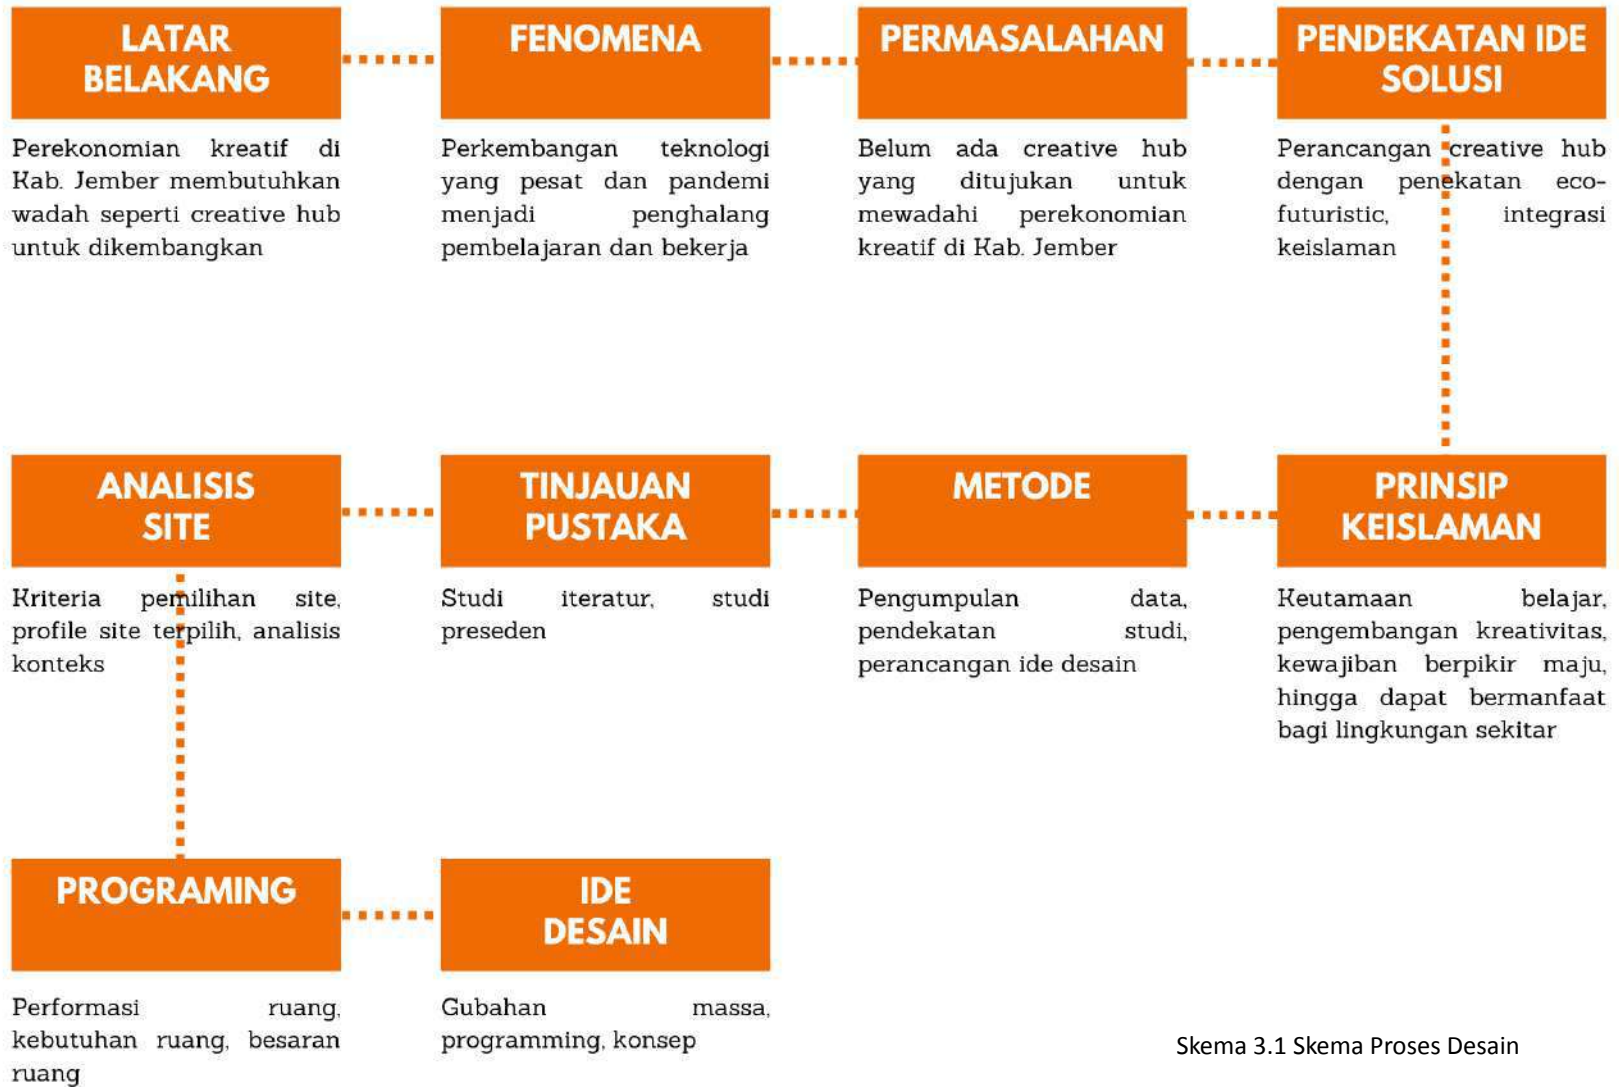 LATAR
BELAKANG
Perekonomian kreatif di
Kab. Jember membutuhkan
wadah seperti creative hub
untuk dikembangkan
FENOMENA
Perkembangan teknologi
yang pesat dan pandemi
menjadi penghalang
pembelajaran dan bekerja
PERMASALAHAN
Belum ada creative hub
yang ditujukan untuk
mewadahi perekonomian
kreatif di Kab. Jember
PENDEKATAN IDE
SOLUSI
Perancangan creative hub
dengan penekatan eco-
futuristic, integrasi
keislaman
PRINSIP
KEISLAMAN
Keutamaan belajar,
pengembangan kreativitas,
kewajiban berpikir maju,
hingga dapat bermanfaat
bagi lingkungan sekitar
METODE
Pengumpulan data,
pendekatan studi,
perancangan ide desain
TINJAUAN
PUSTAKA
Studi iteratur, studi
preseden
ANALISIS
SITE
Kriteria pemilihan site,
profile site terpilih, analisis
konteks
PROGRAMING
Performasi ruang,
kebutuhan ruang, besaran
ruang
IDE
DESAIN
Gubahan massa,
programming, konsep
Skema 3.1 Skema Proses Desain